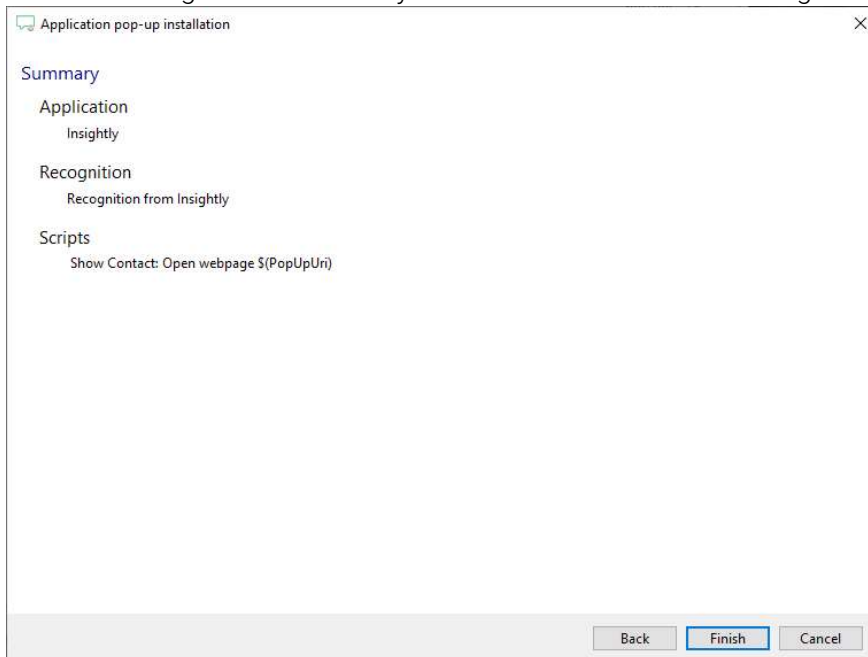 Application pop-up installation
Summary
Application
Insightly
Recognition
Recognition from Insightly
Scripts
Show Contact: Open webpage $(PopUpUri)
Back Finish Cancel